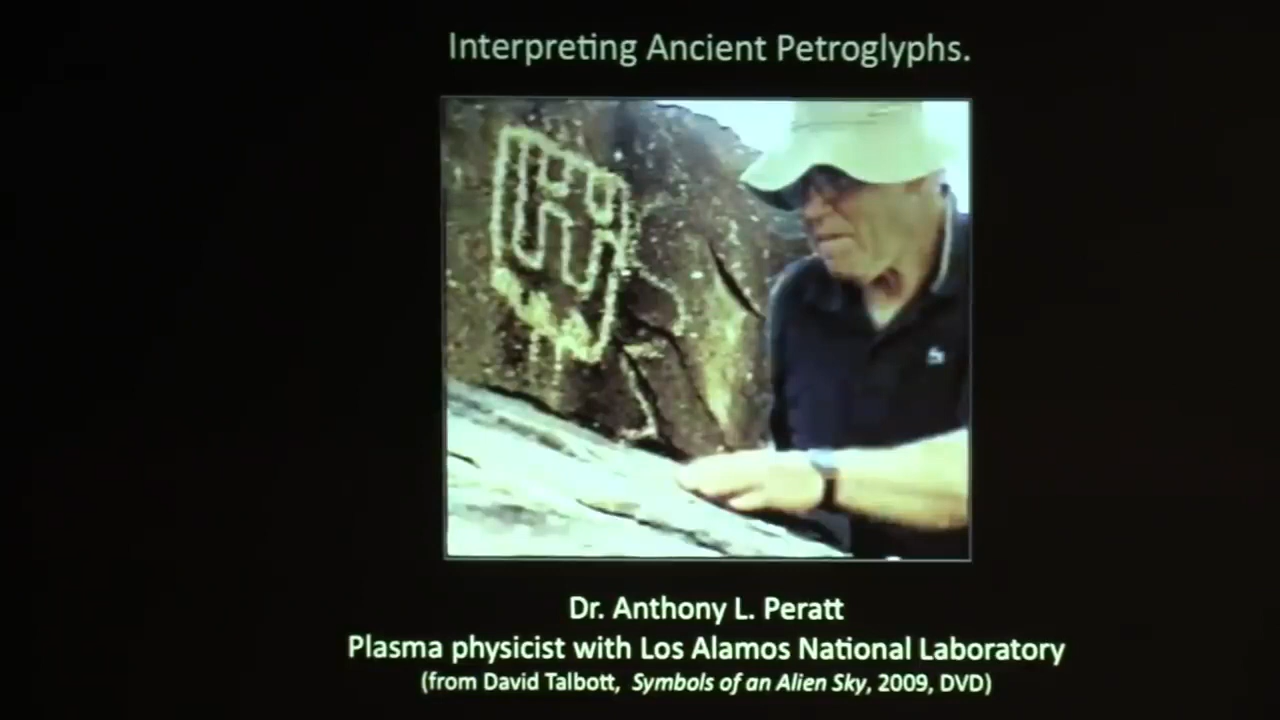 Interpreting Ancient Petroglyphs.
Dr. Anthony L. Peratt
Plasma physicist with Los Alamos National Laboratory
(from David Talbott, Symbols of an Alien Sky, 2009, DVD)